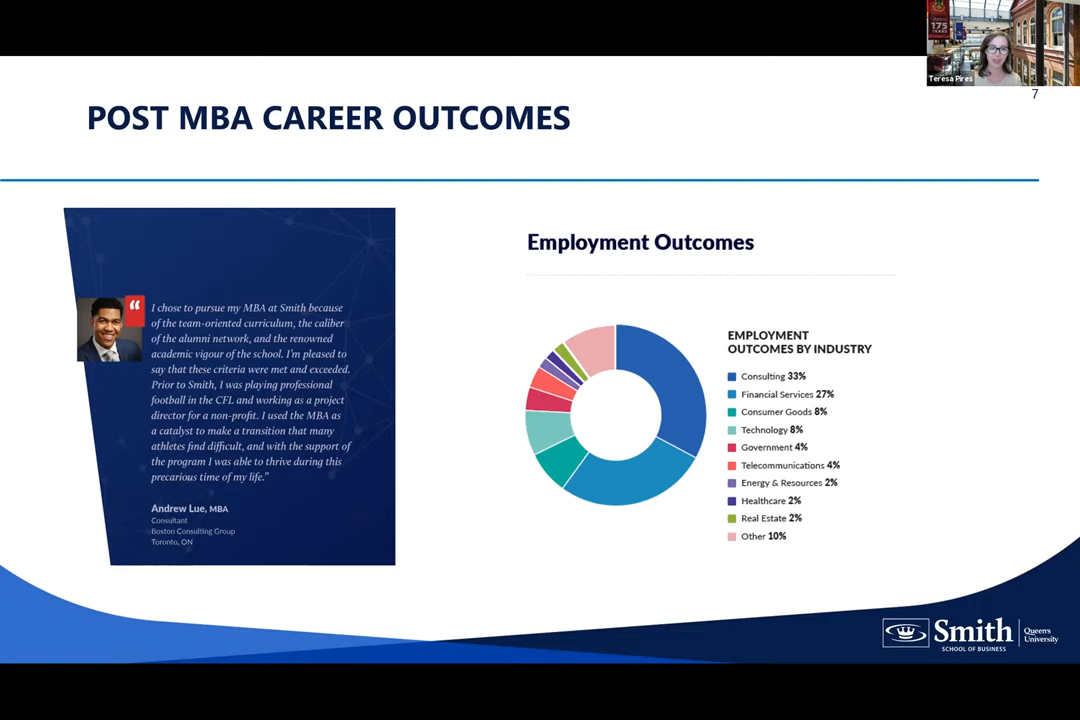 175
YEARS
Teresa Pires
7
POST MBA CAREER OUTCOMES
“
I chose to pursue my MBA at Smith because
of the team-oriented curriculum, the caliber
of the alumni network, and the renowned
academic vigour of the school. I'm pleased to
say that these criteria were met and exceeded.
Prior to Smith, I was playing professional
football in the CFL and working as a project
director for a non-profit. I used the MBA as
a catalyst to make a transition that many
athletes find difficult, and with the support of
the program I was able to thrive during this
precarious time of my life.”
Andrew Lue, MBA
Consultant
Boston Consulting Group
Toronto, ON
Employment Outcomes
EMPLOYMENT
OUTCOMES BY INDUSTRY
Consulting 33%
Financial Services 27%
Consumer Goods 8%
Technology 8%
Government 4%
Telecommunications 4%
Energy & Resources 2%
Healthcare 2%
Real Estate 2%
Other 10%
Smith
SCHOOL OF BUSINESS
Queen's
University